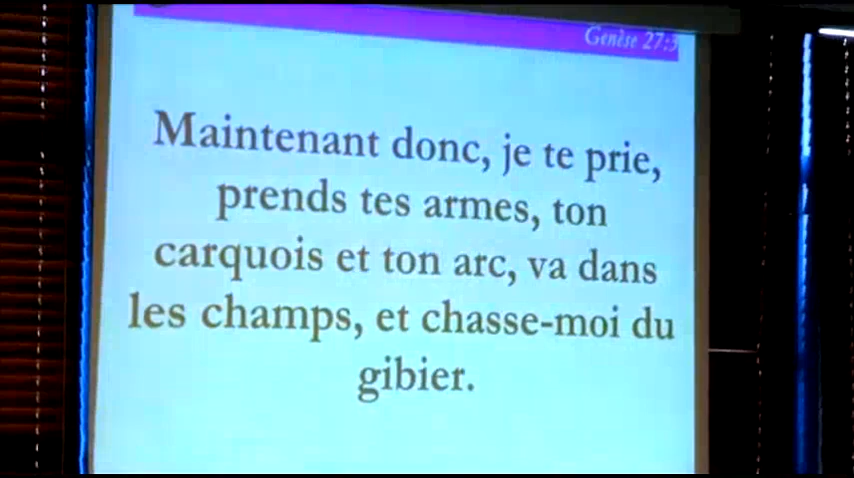 Genèse 27:3
Maintenant donc, je te prie,
prends tes armes, ton
carquois et ton arc, va dans
les champs, et chasse-moi du
gibier.